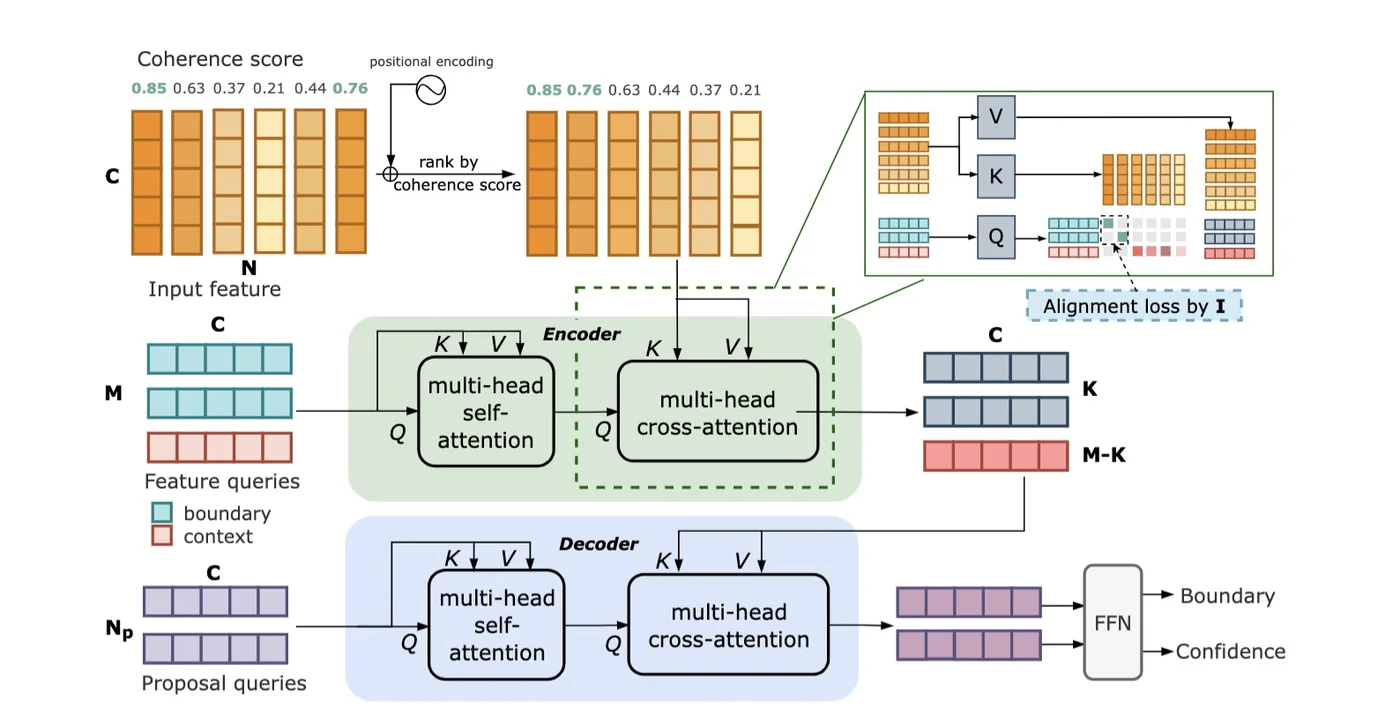 Coherence score
0.85 0.63 0.37 0.21 0.44 0.76
positional encoding
0.85 0.76 0.63 0.44 0.37 0.21
rank by
coherence score
C
N
Input feature
V
K
Q
Alignment loss by I
C
M
Feature queries
boundary
context
Encoder
K V
Q
multi-head
self-
attention
K V
Q
multi-head
cross-attention
C
K
M-K
C
Np
Proposal queries
Decoder
K V
Q
multi-head
self-
attention
K V
Q
multi-head
cross-attention
FFN
Boundary
Confidence